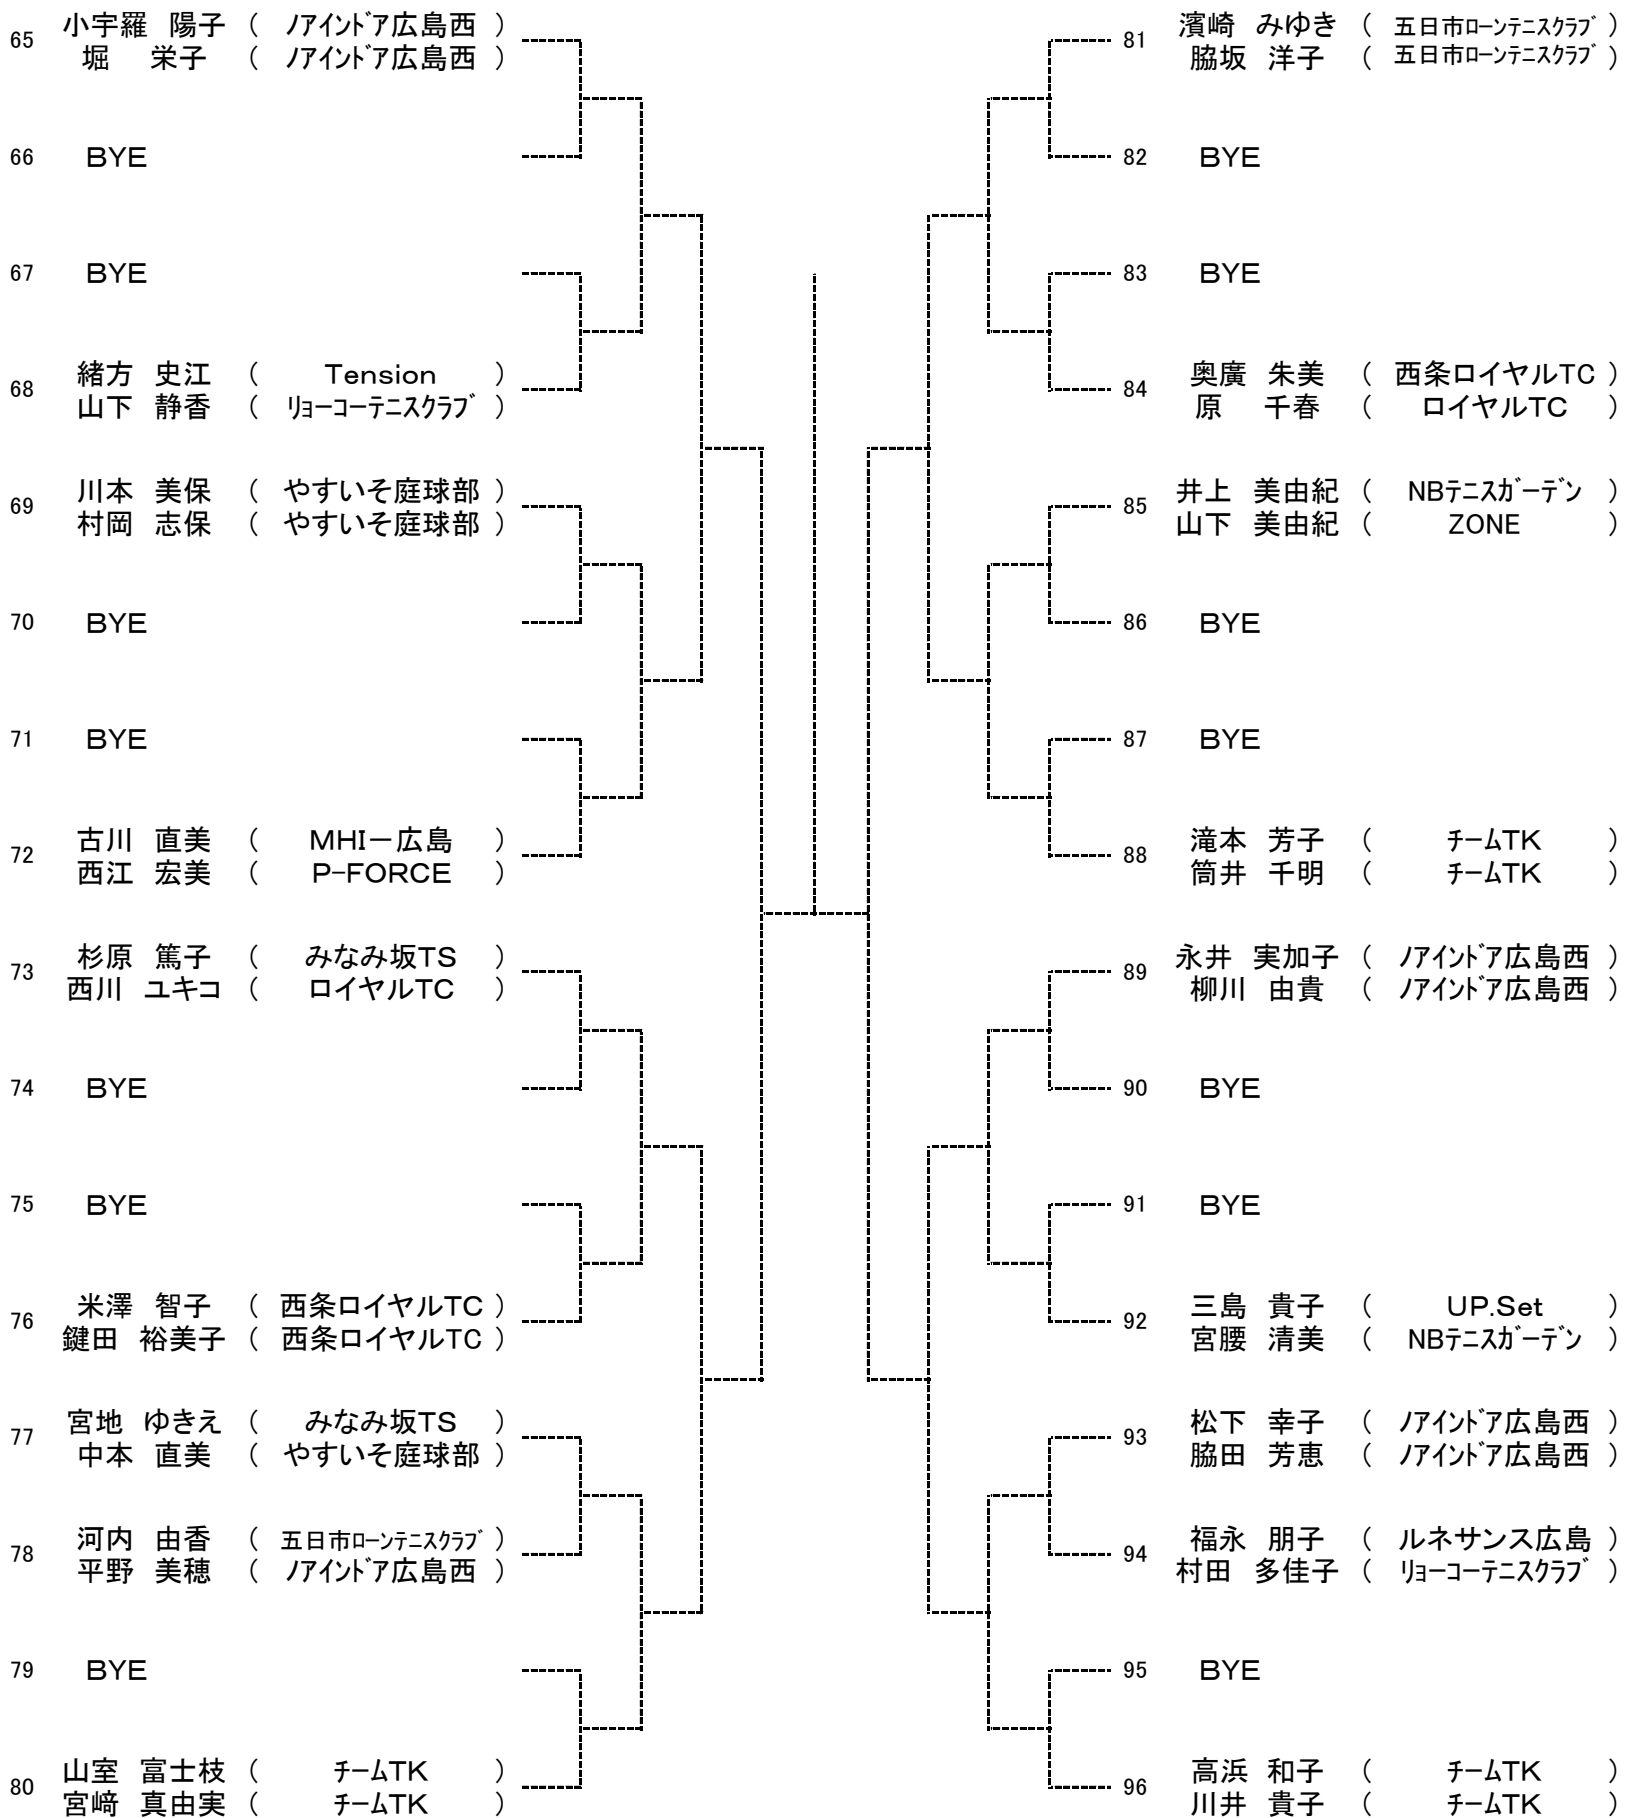 65 小宇羅 陽子 ( ノアインドア広島西 )
堀 栄子 ( ノアインドア広島西 )
66 BYE
67 BYE
68 緒方 史江 ( Tension )
山下 静香 ( リョーコーテニスクラブ )
69 川本 美保 ( やすいそ庭球部 )
村岡 志保 ( やすいそ庭球部 )
70 BYE
71 BYE
72 古川 直美 ( MHI－広島 )
西江 宏美 ( P-FORCE )
73 杉原 篤子 ( みなみ坂TS )
西川 ユキコ ( ロイヤルTC )
74 BYE
75 BYE
76 米澤 智子 ( 西条ロイヤルTC )
鍵田 裕美子 ( 西条ロイヤルTC )
77 宮地 ゆきえ ( みなみ坂TS )
中本 直美 ( やすいそ庭球部 )
78 河内 由香 ( 五日市ローンテニスクラブ )
平野 美穂 ( ノアインドア広島西 )
79 BYE
80 山室 富士枝 ( チームTK )
宮﨑 真由実 ( チームTK )
81 濱崎 みゆき ( 五日市ローンテニスクラブ )
脇坂 洋子 ( 五日市ローンテニスクラブ )
82 BYE
83 BYE
84 奥廣 朱美 ( 西条ロイヤルTC )
原 千春 ( ロイヤルTC )
85 井上 美由紀 ( NBテニスガーデン )
山下 美由紀 ( ZONE )
86 BYE
87 BYE
88 滝本 芳子 ( チームTK )
筒井 千明 ( チームTK )
89 永井 実加子 ( ノアインドア広島西 )
柳川 由貴 ( ノアインドア広島西 )
90 BYE
91 BYE
92 三島 貴子 ( UP.Set )
宮腰 清美 ( NBテニスガーデン )
93 松下 幸子 ( ノアインドア広島西 )
脇田 芳恵 ( ノアインドア広島西 )
94 福永 朋子 ( ルネサンス広島 )
村田 多佳子 ( リョーコーテニスクラブ )
95 BYE
96 高浜 和子 ( チームTK )
川井 貴子 ( チームTK )